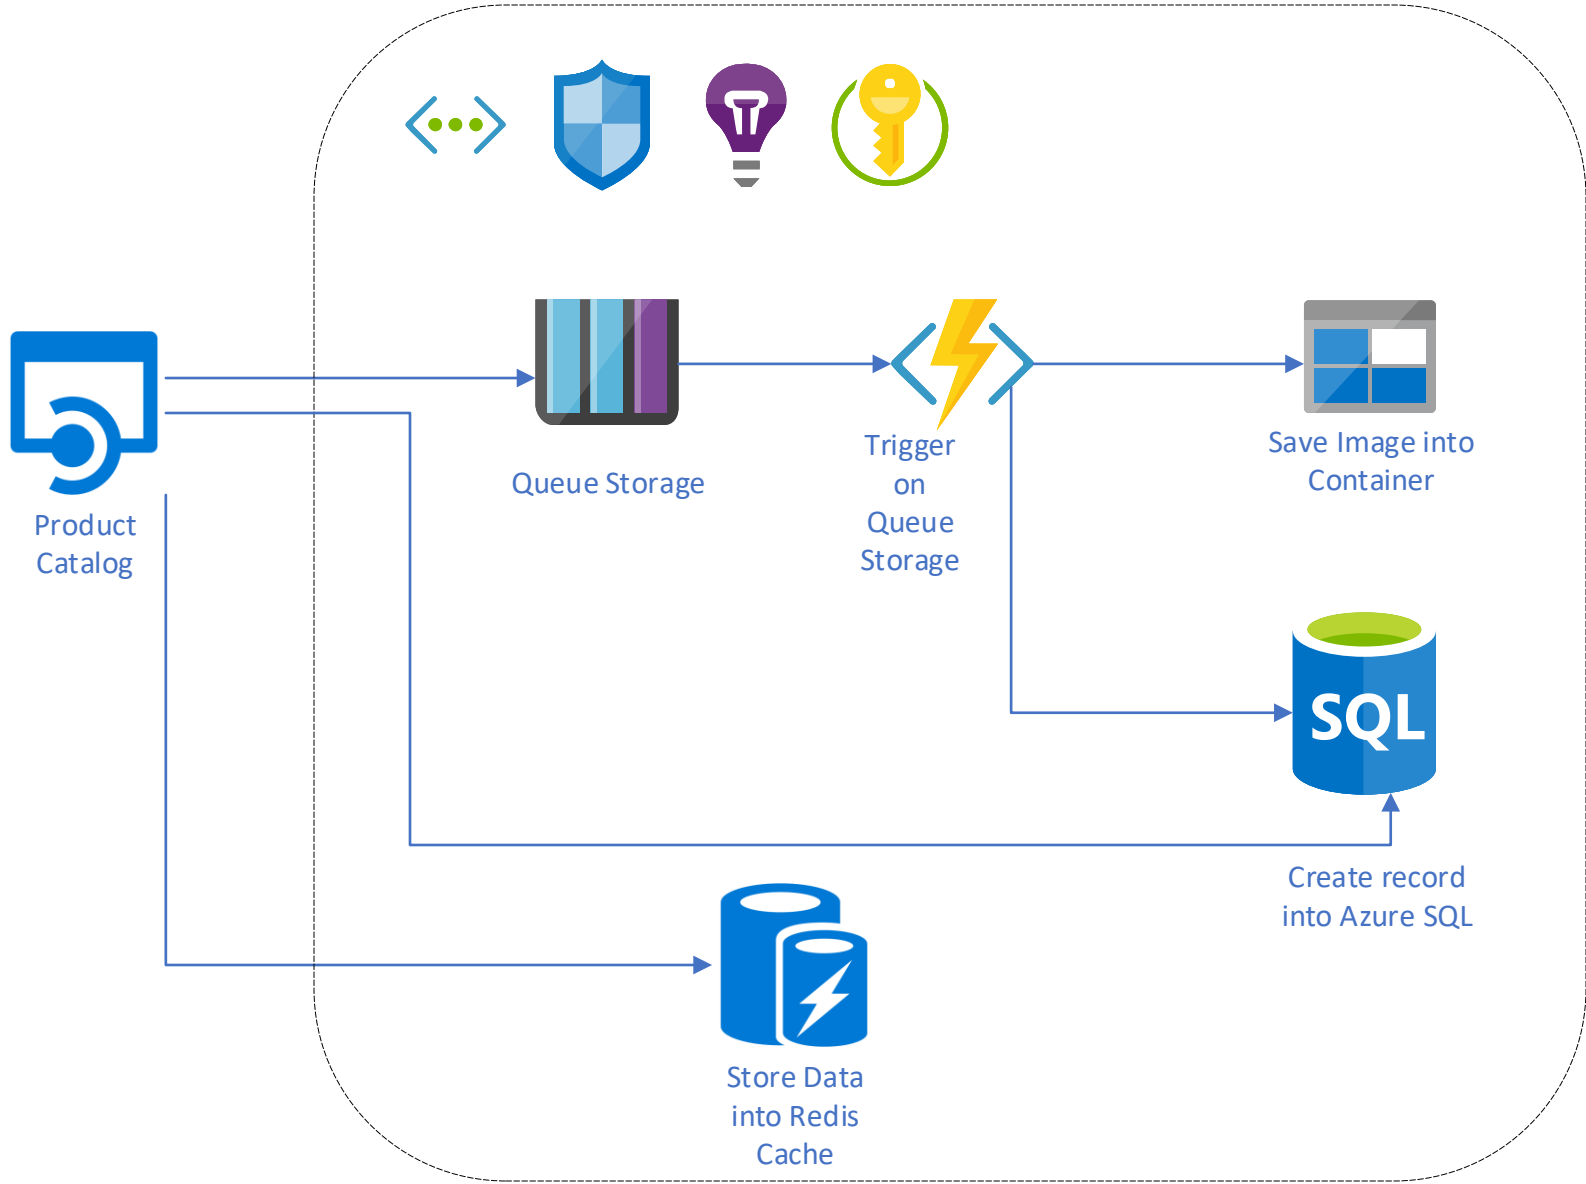 Queue Storage
Trigger
on
Queue
Storage
Save Image into
Container
Product
Catalog
SQL
Create record
into Azure SQL
Store Data
into Redis
Cache